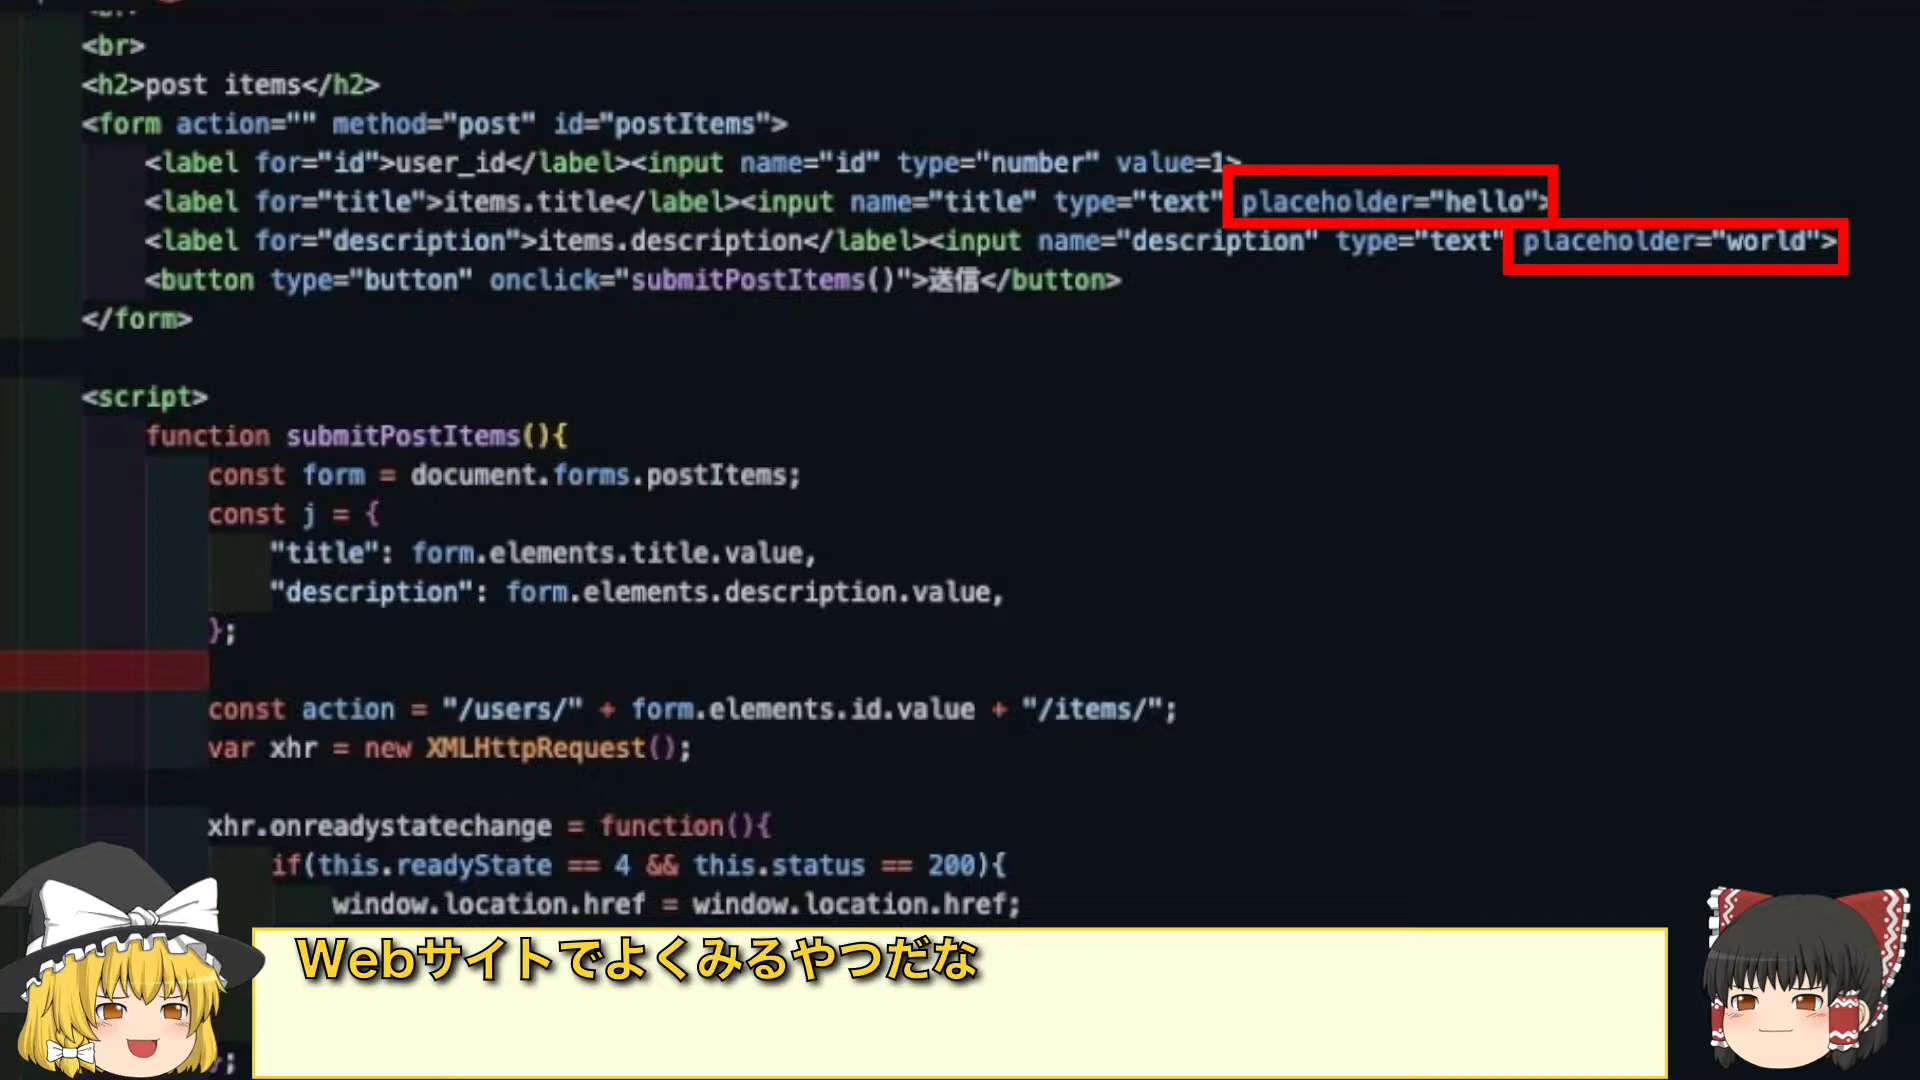 <br>
<h2>post items</h2>
<form action="" method="post" id="postItems">
<label for="id">user_id</label><input name="id" type="number" value=1>
<label for="title">items.title</label><input name="title" type="text" placeholder="hello">
<label for="description">items.description</label><input name="description" type="text" placeholder="world">
<button type="button" onclick="submitPostItems()">送信</button>
</form>
<script>
function submitPostItems(){
const form = document.forms.postItems;
const j = {
"title": form.elements.title.value,
"description": form.elements.description.value,
};
const action = "/users/" + form.elements.id.value + "/items/";
var xhr = new XMLHttpRequest();
xhr.onreadystatechange = function(){
if(this.readyState == 4 && this.status == 200){
window.location.href = window.location.href;
Webサイトでよくみるやつだな
};